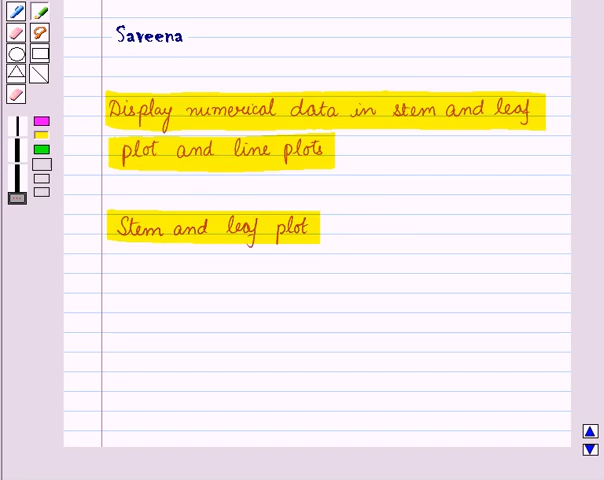 Saveena
Display numerical data in stem and leaf
plot and line plots
Stem and leaf plot